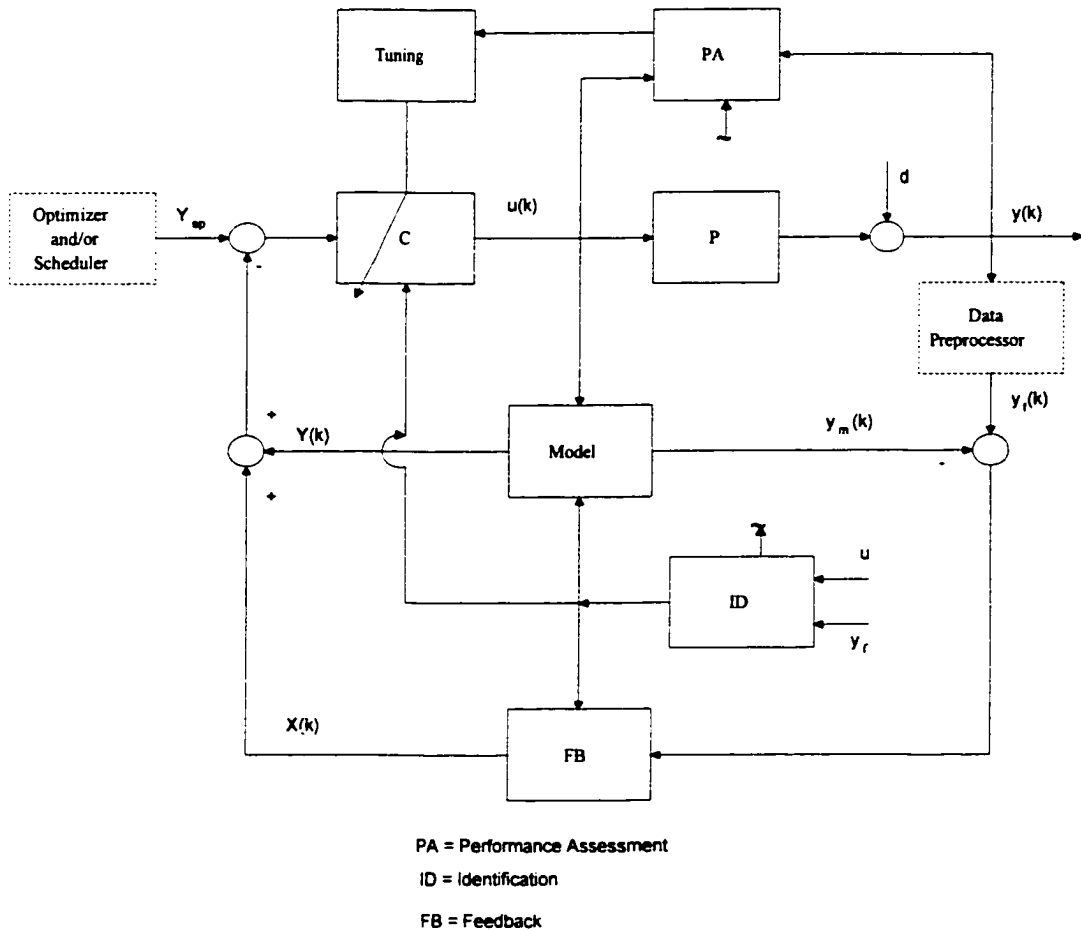 Tuning
PA
Optimizer
and/or
Scheduler
Y sp
-
C
u(k)
P
d
y(k)
Data
Preprocessor
y f (k)
+
Y(k)
+
Model
y m (k)
-
ID
u
y f
X(k)
FB
PA = Performance Assessment
ID = Identification
FB = Feedback